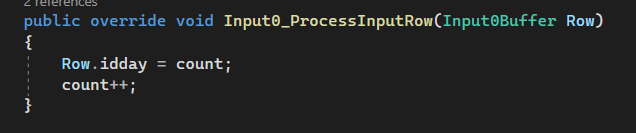 2 references
public override void Input0_ProcessInputRow(Input0Buffer Row)
{
Row.idday = count;
count++;
}